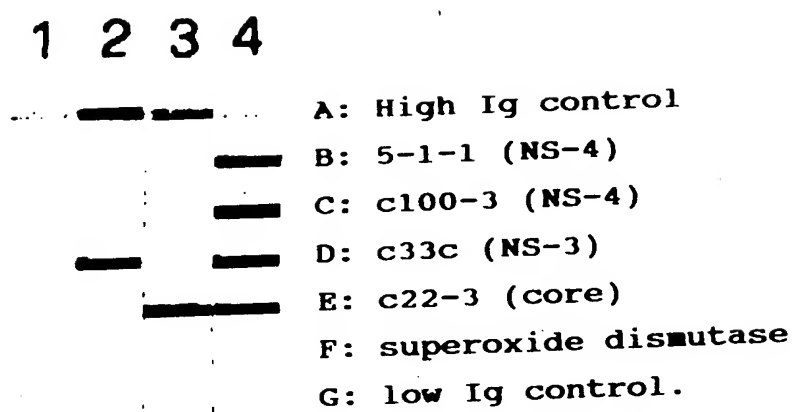 1 2 3 4
A: High Ig control
B: 5-1-1 (NS-4)
C: c100-3 (NS-4)
D: c33c (NS-3)
E: c22-3 (core)
F: superoxide dismutase
G: low Ig control.